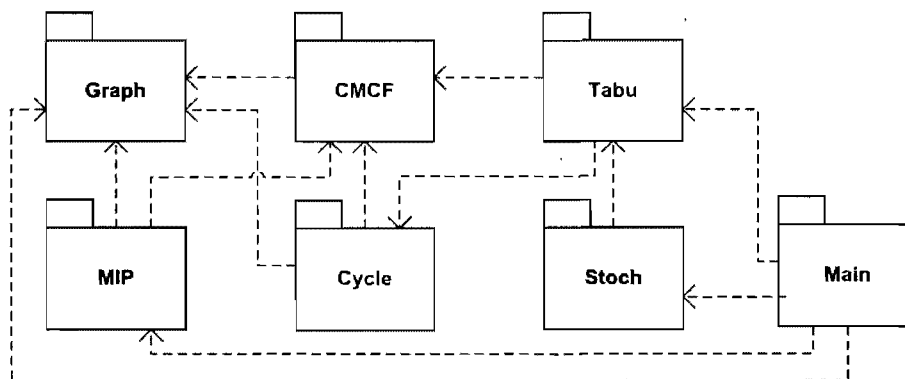 Graph
CMCF
Tabu
MIP
Cycle
Stoch
Main